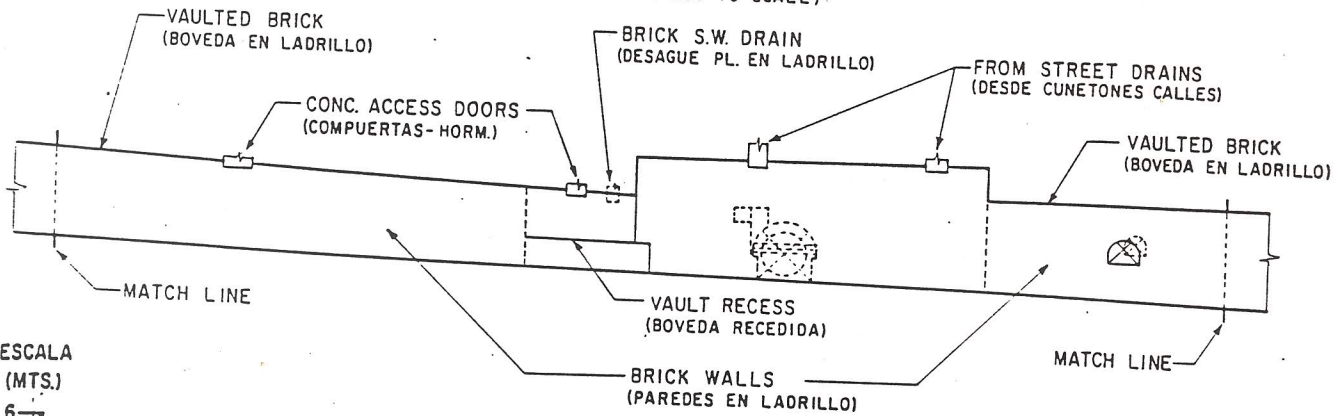 VAULTED BRICK
(BOVEDA EN LADRILLO)
BRICK S.W. DRAIN
(DESAGUE PL. EN LADRILLO)
FROM STREET DRAINS
(DESDE CUNETONES CALLES)
CONC. ACCESS DOORS
(COMPUERTAS-HORM.)
VAULTED BRICK
(BOVEDA EN LADRILLO)
MATCH LINE
VAULT RECESS
(BOVEDA RECEDIDA)
MATCH LINE
BRICK WALLS
(PAREDES EN LADRILLO)
ESCALA
(MTS.)
6